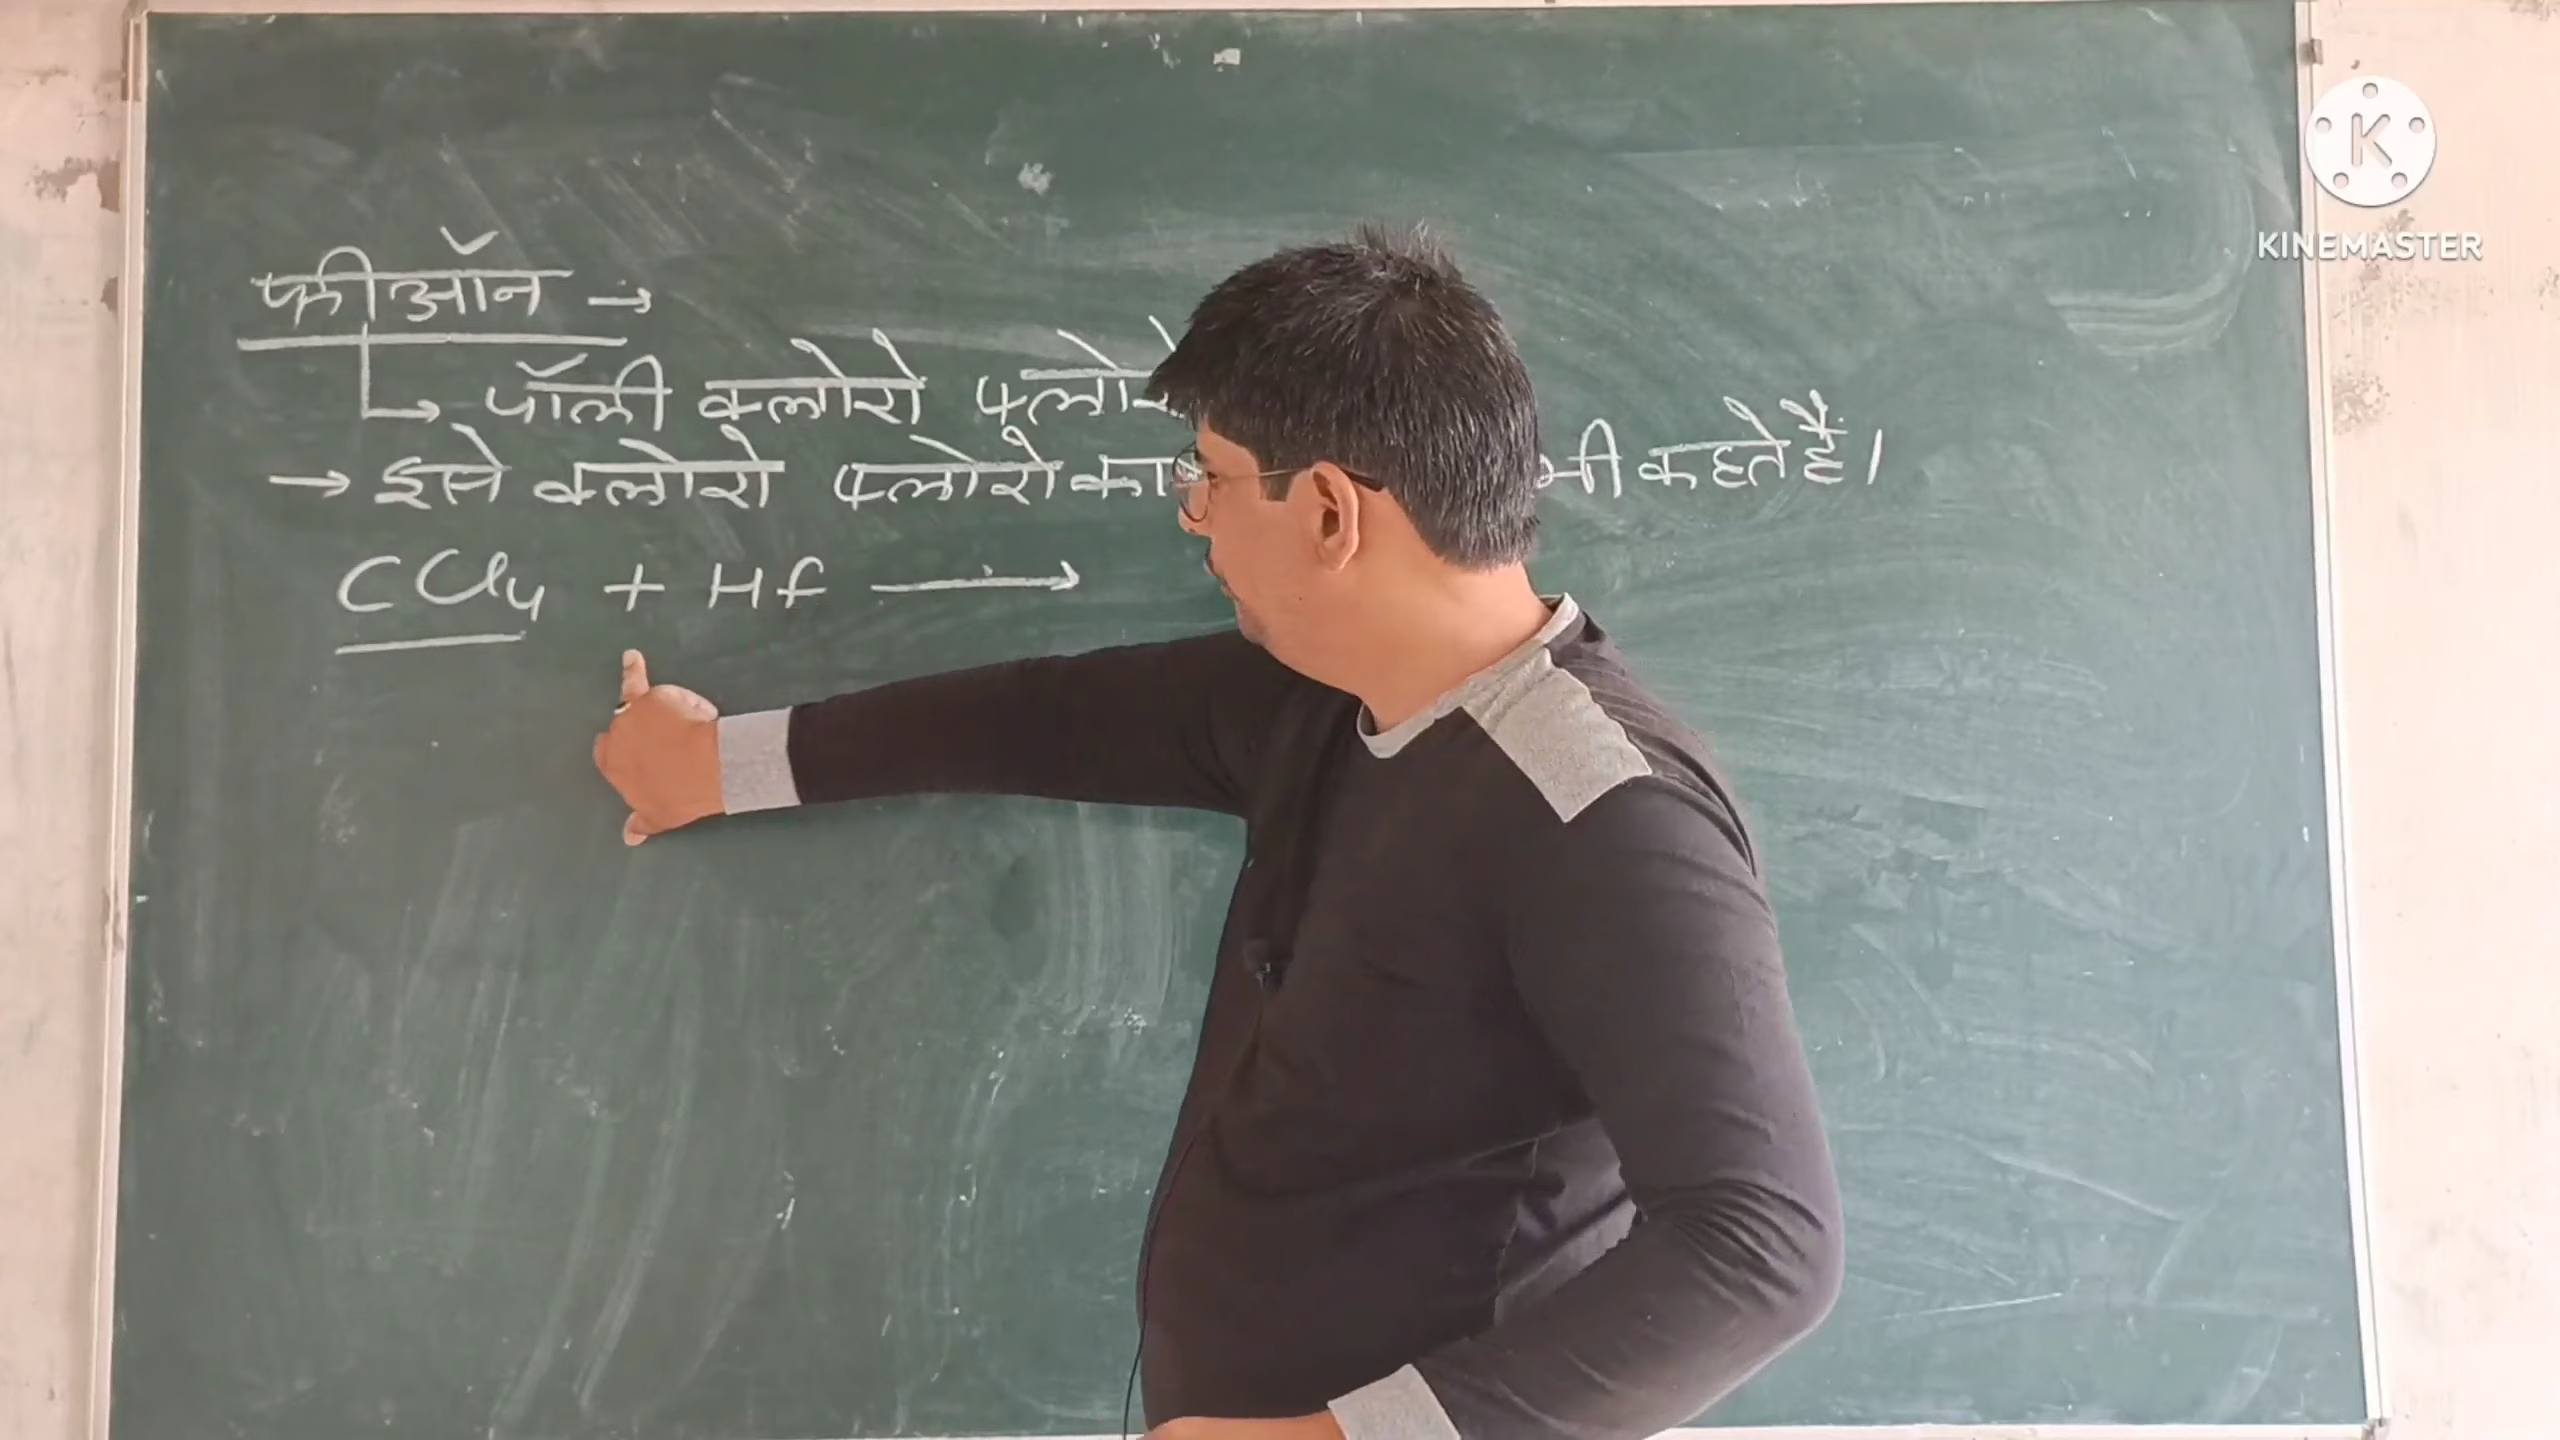 फ्रीऑन →
→ पॉली क्लोरो फ्लोरो
→ इसे क्लोरो फ्लोरो का भी कहते हैं।
CCl4 + Hf →
K
KINEMASTER